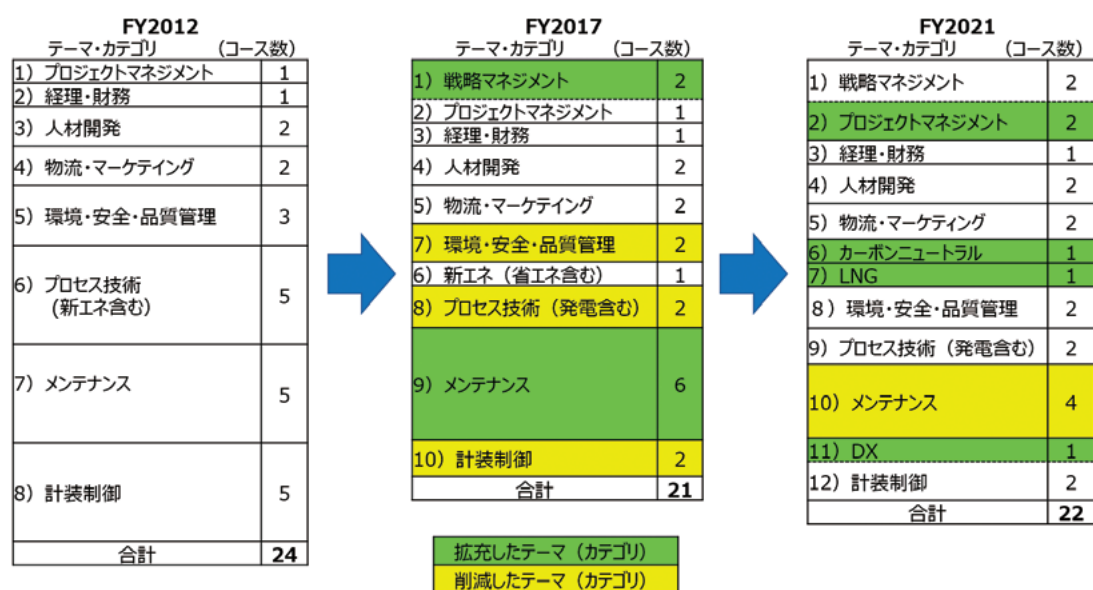 FY2012
テーマ・カテゴリ (コース数)
1) プロジェクトマネジメント 1
2) 経理・財務 1
3) 人材開発 2
4) 物流・マーケテイング 2
5) 環境・安全・品質管理 3
6) プロセス技術
(新エネ含む) 5
7) メンテナンス 5
8) 計装制御 5
合計 24
FY2017
テーマ・カテゴリ (コース数)
1) 戦略マネジメント 2
2) プロジェクトマネジメント 1
3) 経理・財務 1
4) 人材開発 2
5) 物流・マーケテイング 2
7) 環境・安全・品質管理 2
6) 新エネ (省エネ含む) 1
8) プロセス技術 (発電含む) 2
9) メンテナンス 6
10) 計装制御 2
合計 21
FY2021
テーマ・カテゴリ (コース数)
1) 戦略マネジメント 2
2) プロジェクトマネジメント 2
3) 経理・財務 1
4) 人材開発 2
5) 物流・マーケティング 2
6) カーボンニュートラル 1
7) LNG 1
8) 環境・安全・品質管理 2
9) プロセス技術 (発電含む) 2
10) メンテナンス 4
11) DX 1
12) 計装制御 2
合計 22
拡充したテーマ (カテゴリ)
削減したテーマ (カテゴリ)